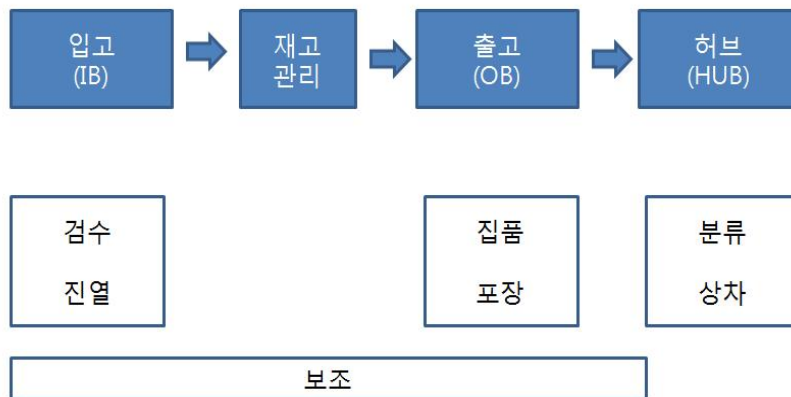 입고
(IB)
재고
관리
출고
(OB)
허브
(HUB)
검수
진열
집품
포장
분류
상차
보조